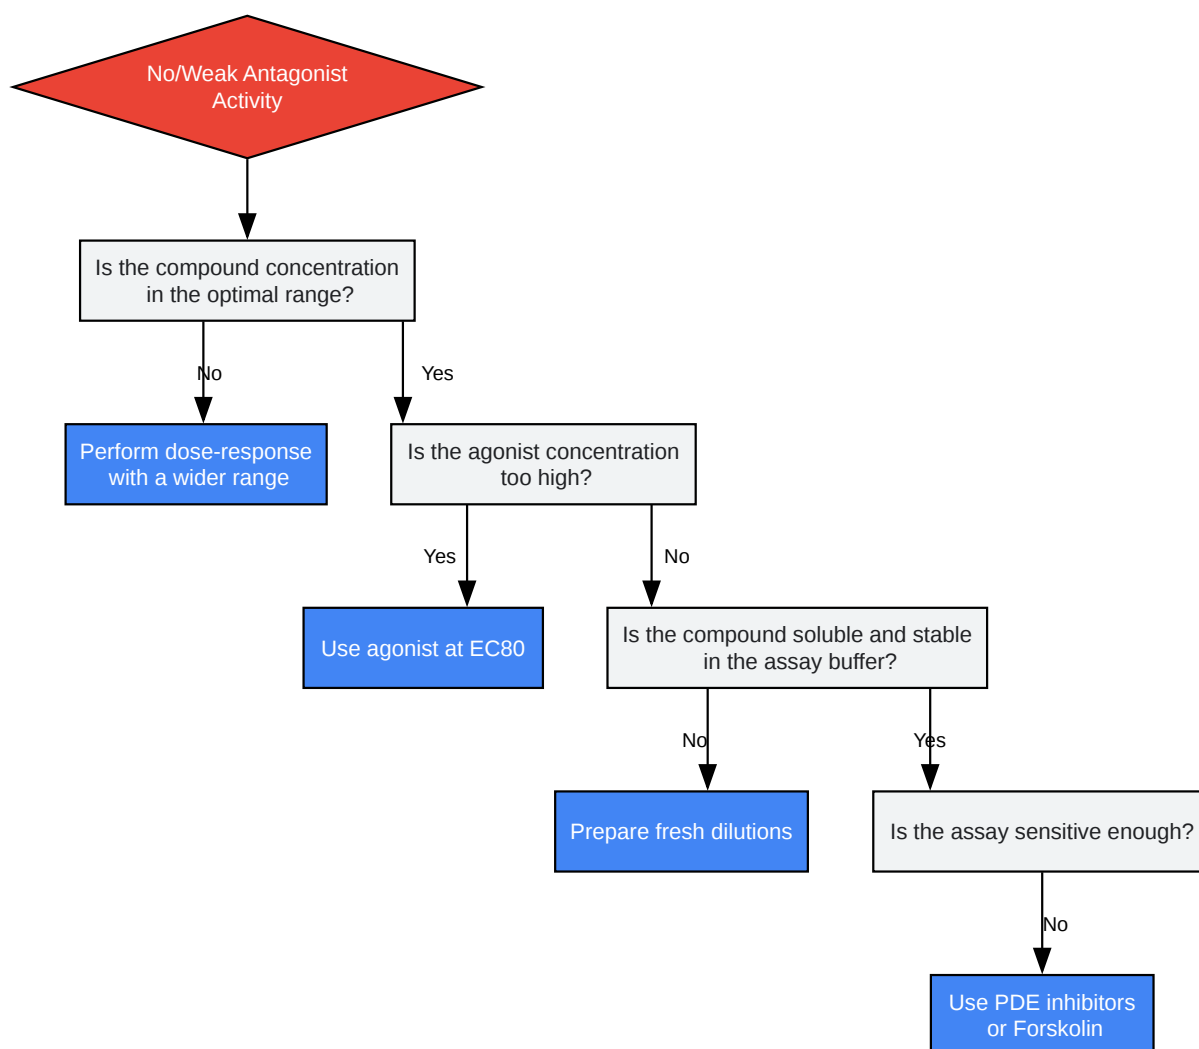 No/Weak Antagonist
Activity
Is the compound concentration
in the optimal range?
No
Yes
Perform dose-response
with a wider range
Is the agonist concentration
too high?
Yes
No
Use agonist at EC80
Is the compound soluble and stable
in the assay buffer?
No
Yes
Prepare fresh dilutions
Is the assay sensitive enough?
No
Use PDE inhibitors
or Forskolin